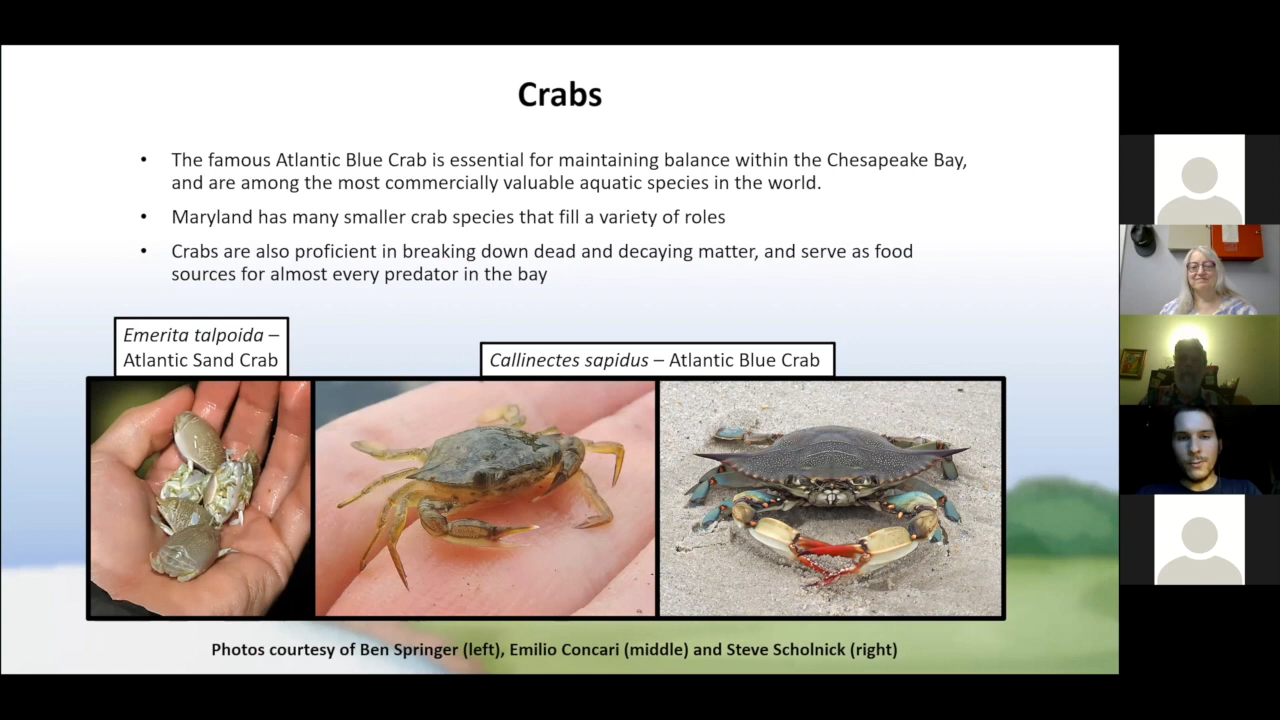 Crabs
• The famous Atlantic Blue Crab is essential for maintaining balance within the Chesapeake Bay,
and are among the most commercially valuable aquatic species in the world.
• Maryland has many smaller crab species that fill a variety of roles
• Crabs are also proficient in breaking down dead and decaying matter, and serve as food
sources for almost every predator in the bay
Emerita talpoida –
Atlantic Sand Crab
Callinectes sapidus – Atlantic Blue Crab
Photos courtesy of Ben Springer (left), Emilio Concari (middle) and Steve Scholnick (right)